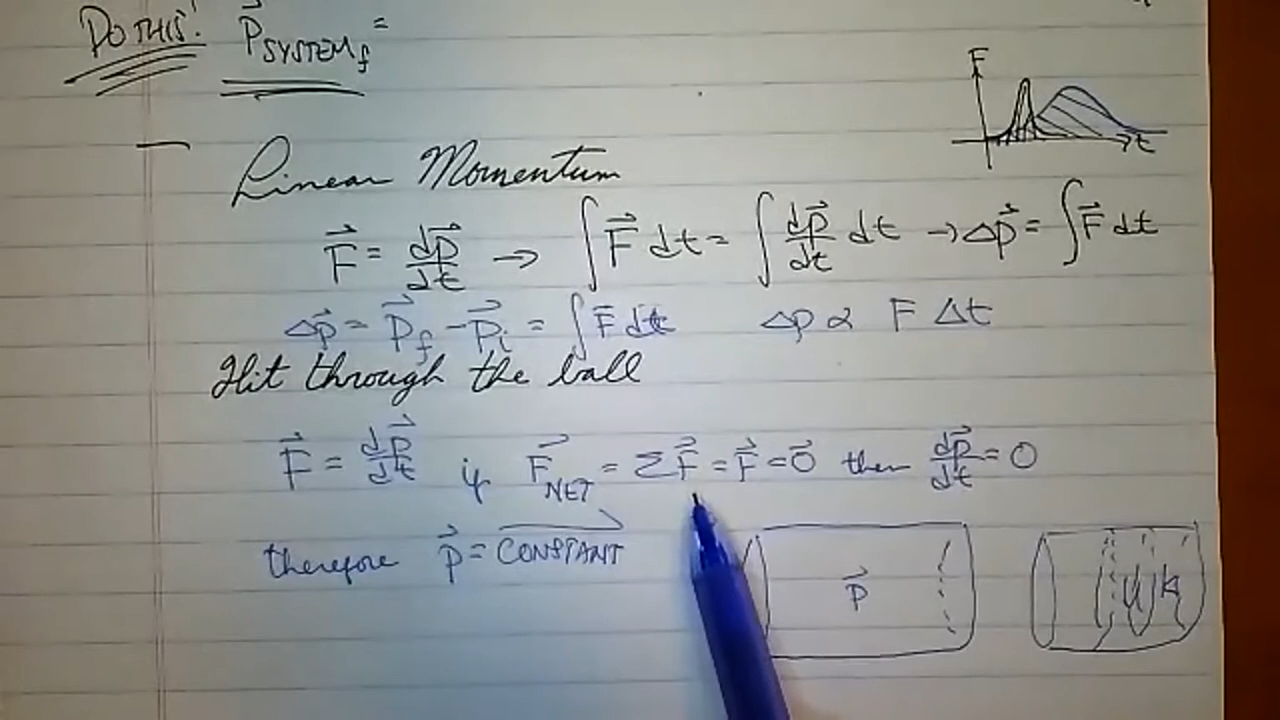 DO THIS! P⃗SYSTEMf =
F
t
Linear Momentum
F⃗ = dp⃗/dt → ∫F⃗ dt = ∫ dp⃗/dt dt → Δp⃗ = ∫F⃗ dt
Δp⃗ = P⃗f - P⃗i = ∫F⃗ dt Δp ∝ F Δt
Hit through the ball
F⃗ = dp⃗/dt if F⃗NET = ΣF⃗ = F⃗ = 0⃗ then dp⃗/dt = 0
therefore p⃗ = CONSTANT
p⃗ U K